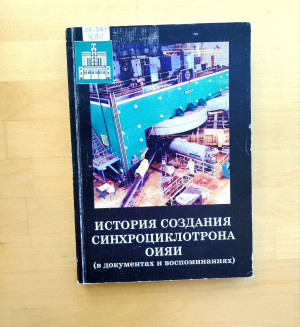 ИСТОРИЯ СОЗДАНИЯ
СИНХРОЦИКЛОТРОНА
ОИЯИ
(в документах и воспоминаниях)